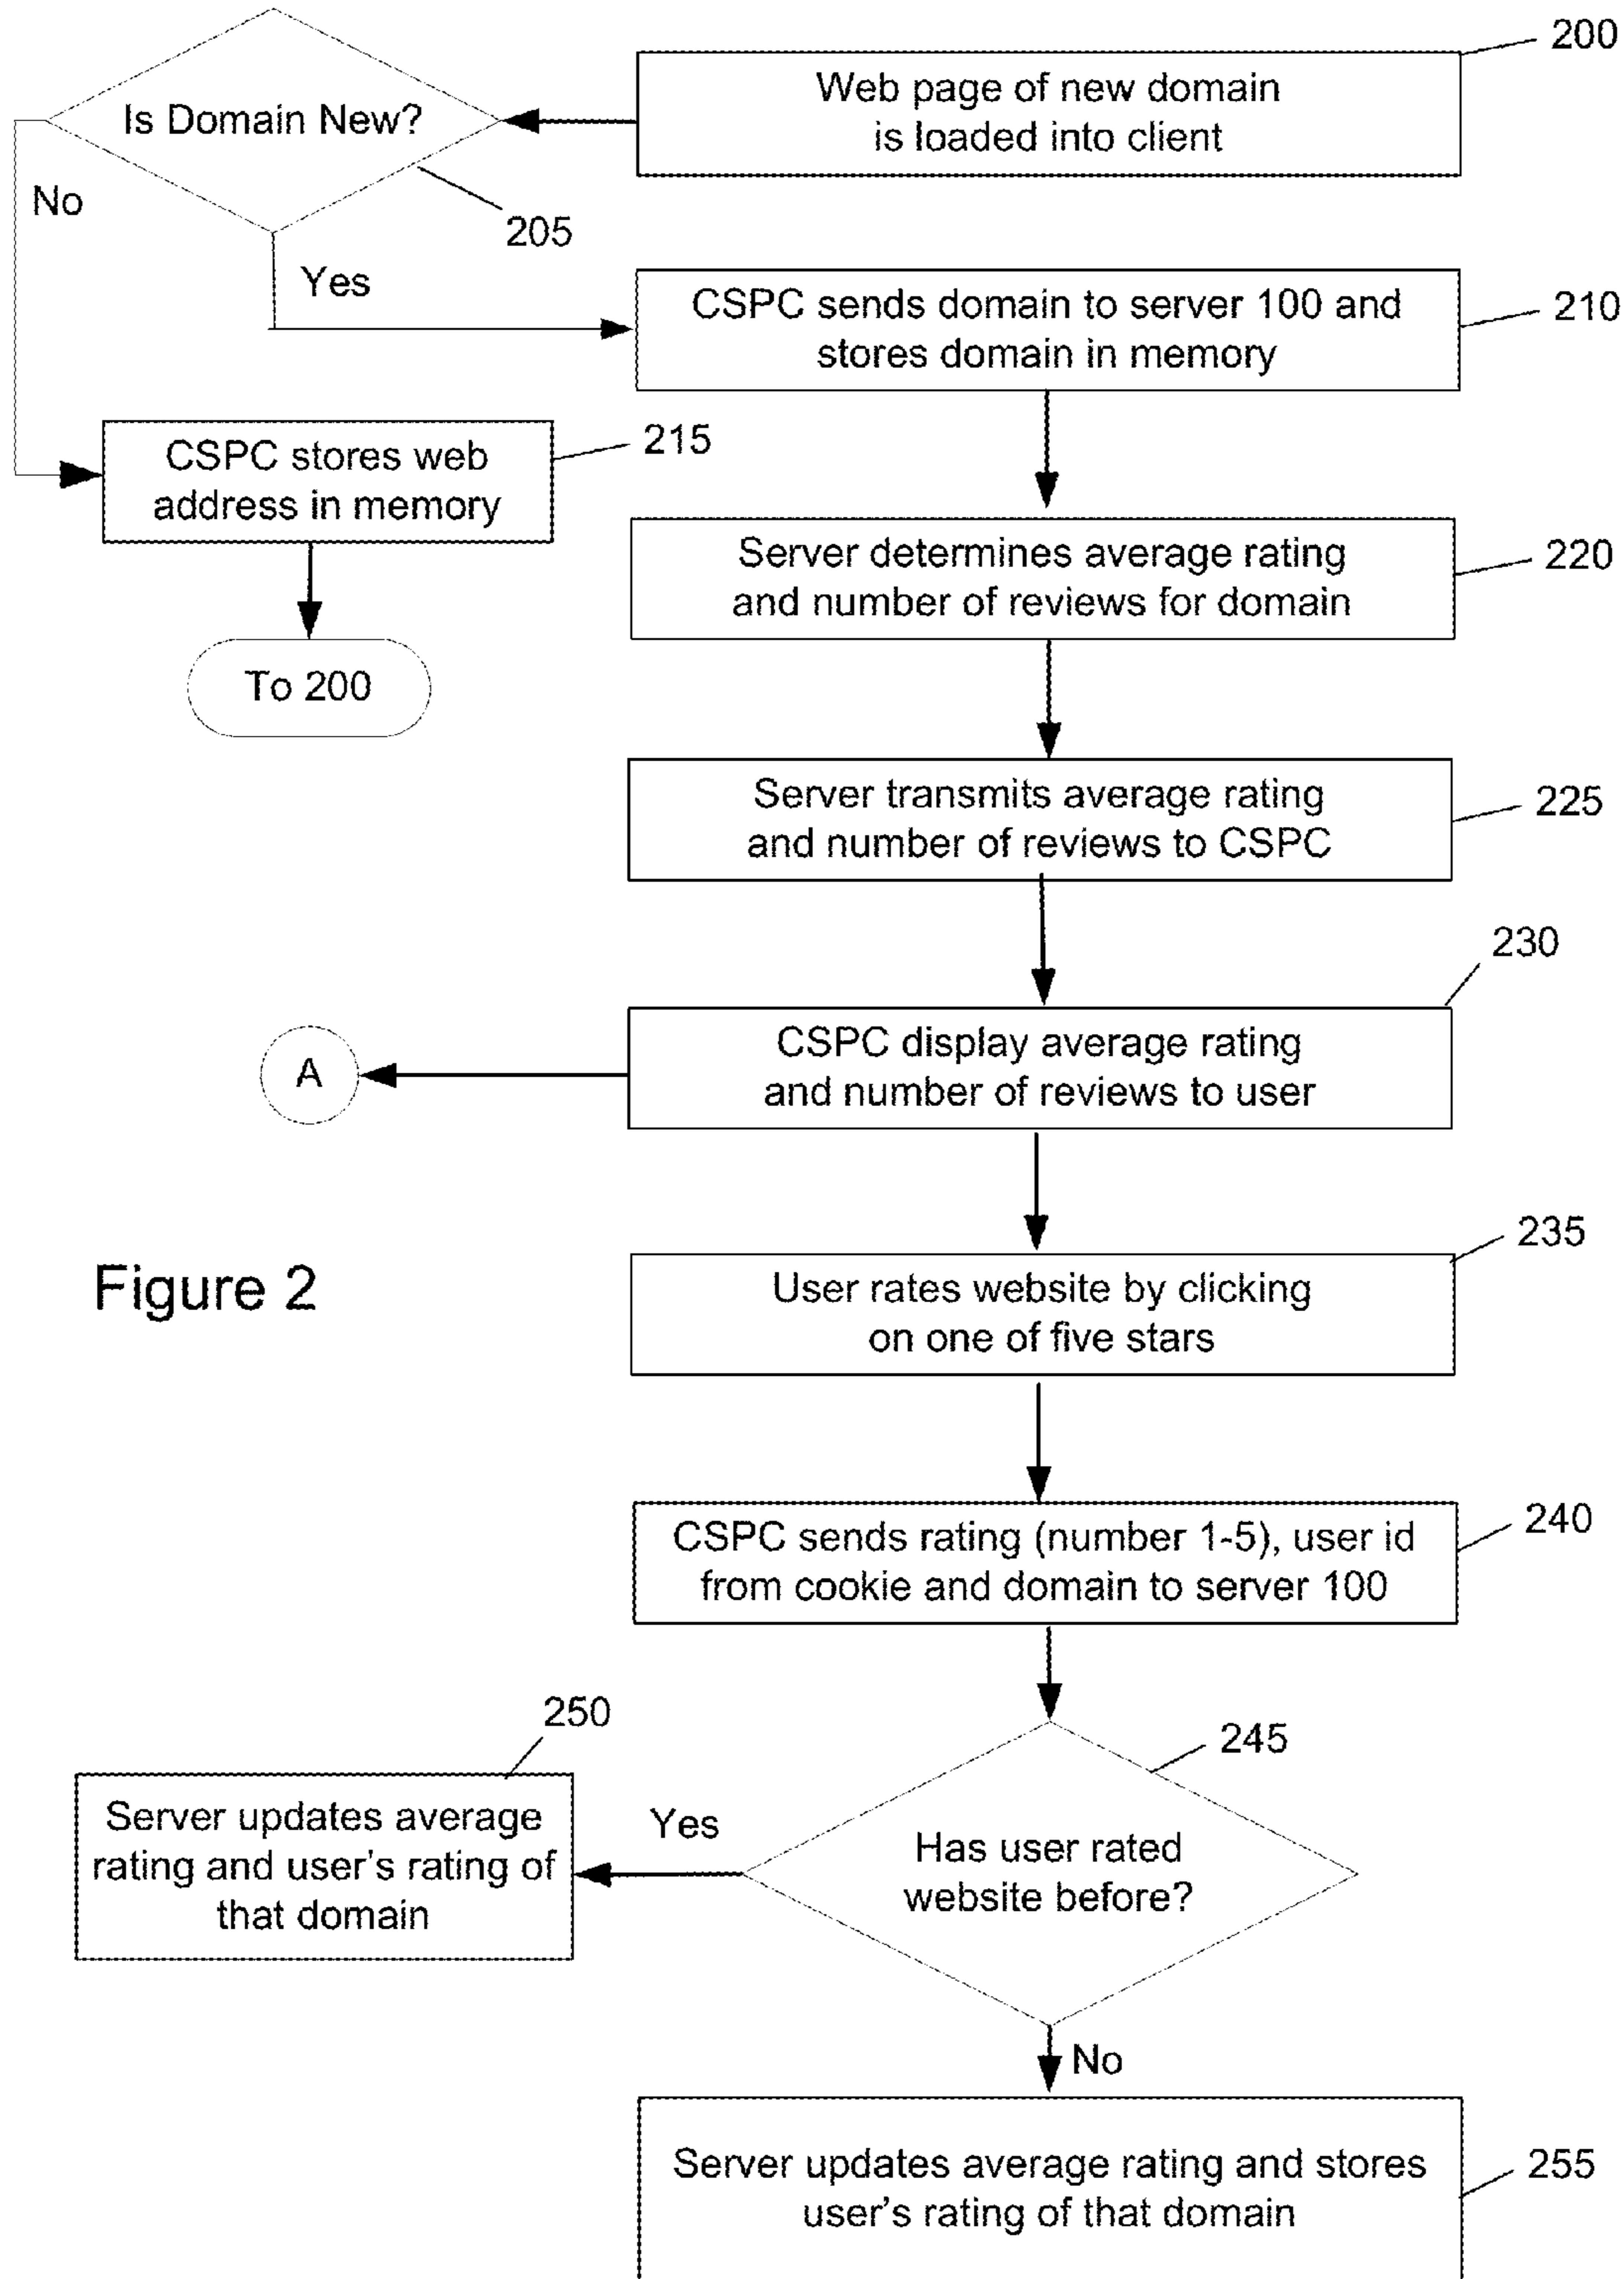 200
Web page of new domain
is loaded into client
Is Domain New?
205
No
Yes
CSPC sends domain to server 100 and
stores domain in memory
210
CSPC stores web
address in memory
215
To 200
Server determines average rating
and number of reviews for domain
220
Server transmits average rating
and number of reviews to CSPC
225
230
CSPC display average rating
and number of reviews to user
A
Figure 2
235
User rates website by clicking
on one of five stars
CSPC sends rating (number 1-5), user id
from cookie and domain to server 100
240
245
Has user rated
website before?
Yes
250
Server updates average
rating and user's rating of
that domain
No
Server updates average rating and stores
user's rating of that domain
255